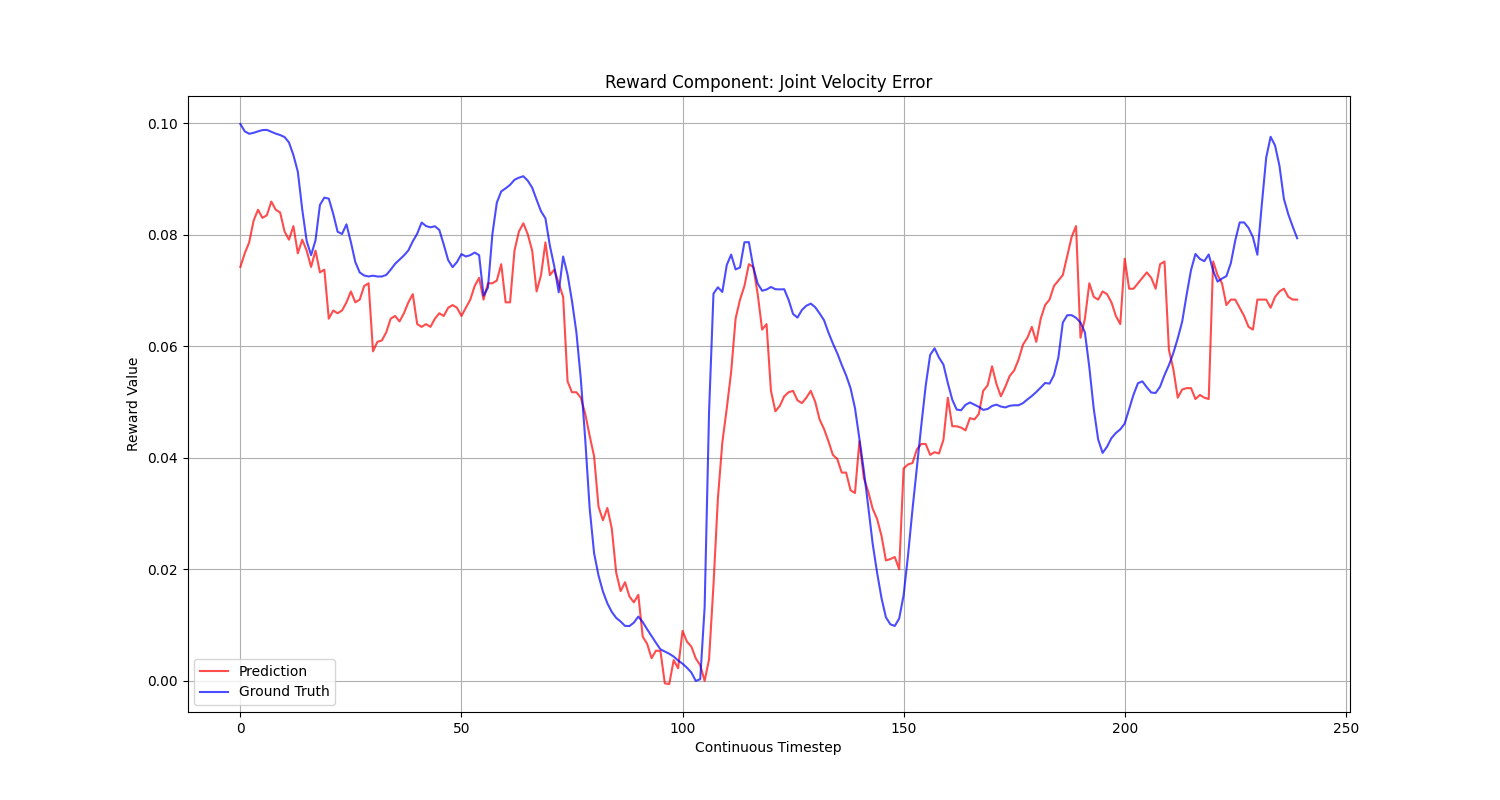 Reward Component: Joint Velocity Error
Reward Value
0.10
0.08
0.06
0.04
0.02
0.00
Prediction
Ground Truth
0
50
100
150
200
250
Continuous Timestep